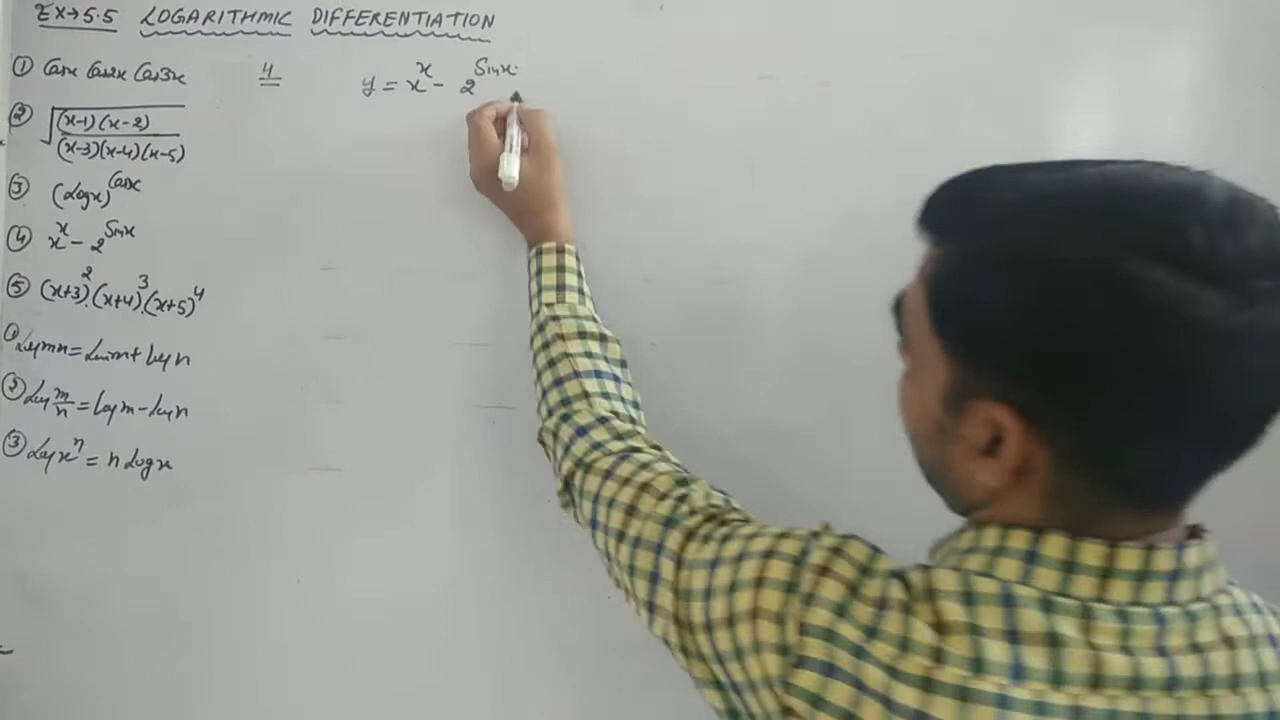 EX→5.5 LOGARITHMIC DIFFERENTIATION
① Cosx Cos2x Cos3x
② √((x-1)(x-2) / (x-3)(x-4)(x-5))
③ (Logx)^Cosx
④ x^x - 2^Sinx
⑤ (x+3)^2.(x+4)^3.(x+5)^4
① Log mn = Log m + Log n
② Log m/n = Log m - Log n
③ Log x^n = n Log x
4 y = x^x - 2^Sinx